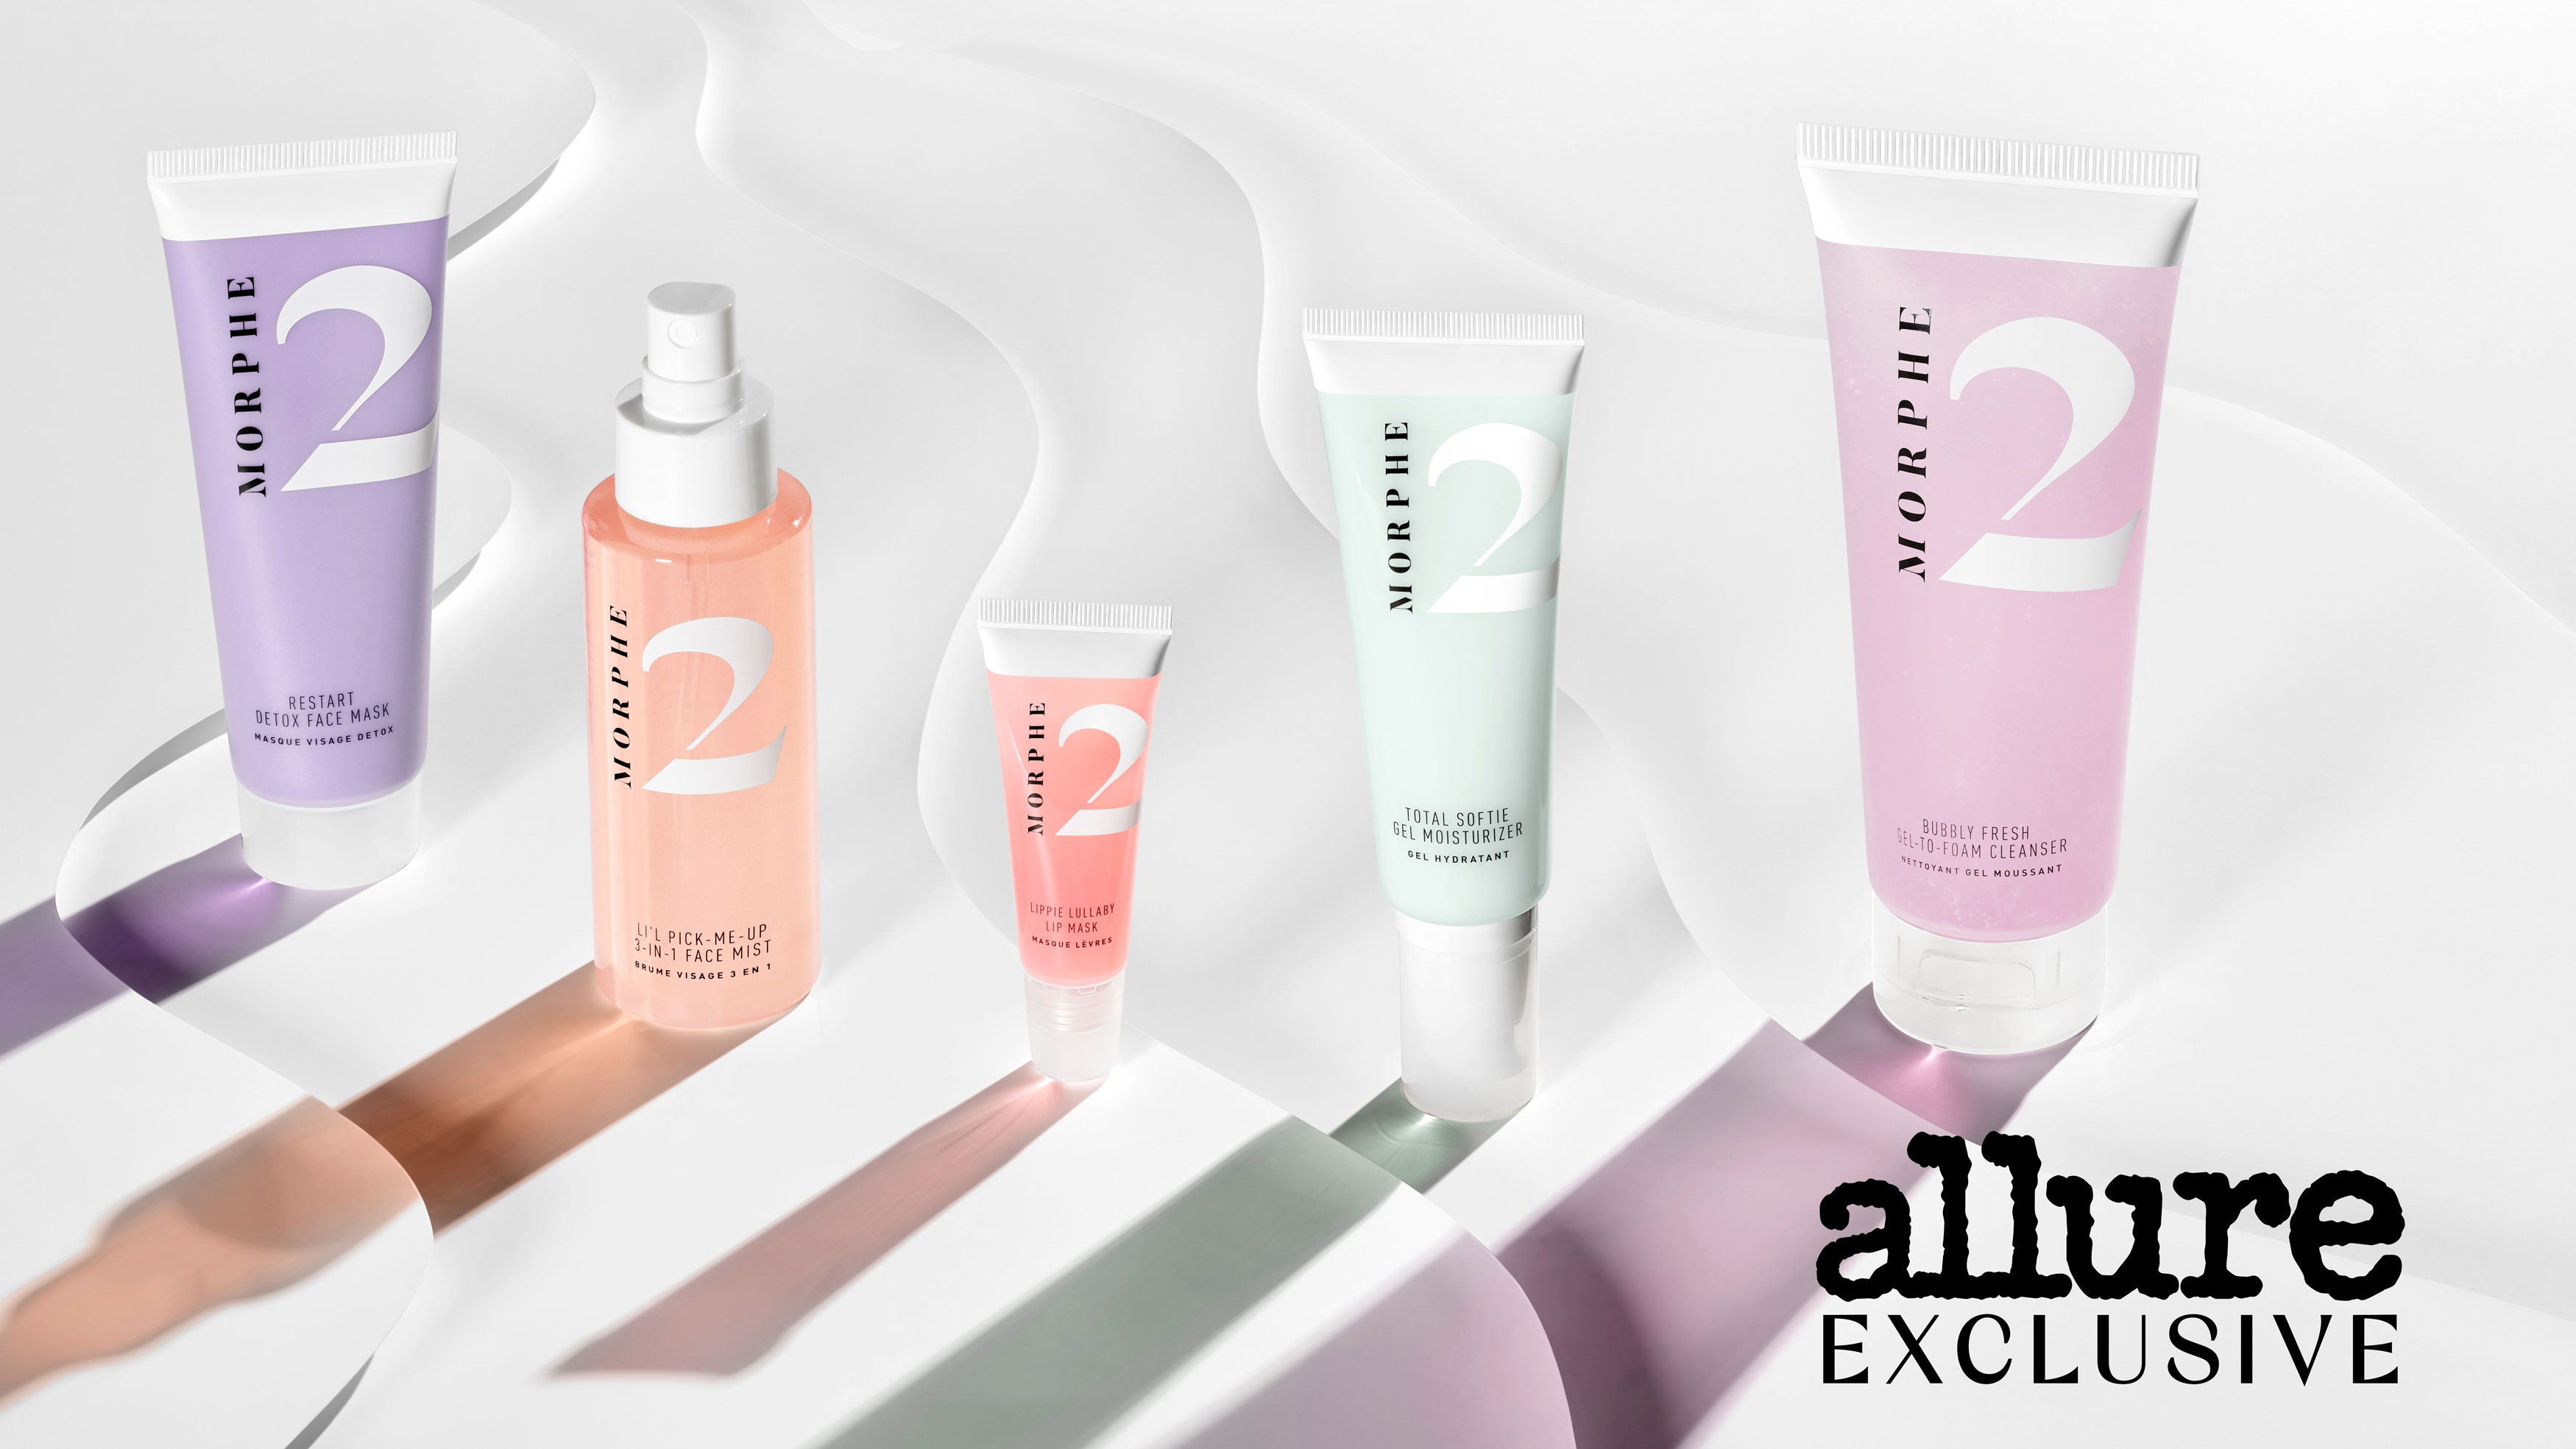 MORPHE
2
RESTART
DETOX FACE MASK
MASQUE VISAGE DETOX
MORPHE
2
LI'L PICK-ME-UP
3-IN-1 FACE MIST
BRUME VISAGE 3 EN 1
MORPHE
2
LIPPIE LULLABY
LIP MASK
MASQUE LÈVRES
MORPHE
2
TOTAL SOFTIE
GEL MOISTURIZER
GEL HYDRATANT
MORPHE
2
BUBBLY FRESH
GEL-TO-FOAM CLEANSER
NETTOYANT GEL MOUSSANT
allure
EXCLUSIVE